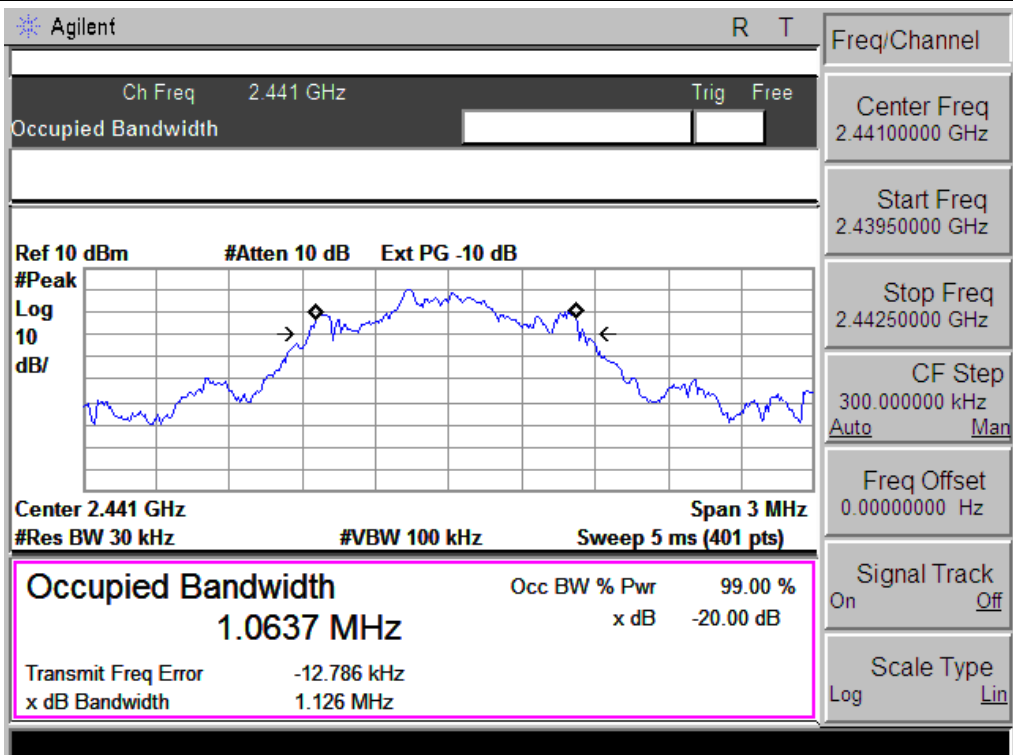 Agilent R T
Freq/Channel
Ch Freq 2.441 GHz Trig Free
Occupied Bandwidth
Center Freq
2.44100000 GHz
Start Freq
2.43950000 GHz
Stop Freq
2.44250000 GHz
CF Step
300.000000 kHz
Auto Man
Freq Offset
0.00000000 Hz
Signal Track
On Off
Scale Type
Log Lin
Ref 10 dBm #Atten 10 dB Ext PG -10 dB
#Peak
Log
10
dB/
Center 2.441 GHz Span 3 MHz
#Res BW 30 kHz #VBW 100 kHz Sweep 5 ms (401 pts)
Occupied Bandwidth Occ BW % Pwr 99.00 %
1.0637 MHz x dB -20.00 dB
Transmit Freq Error -12.786 kHz
x dB Bandwidth 1.126 MHz